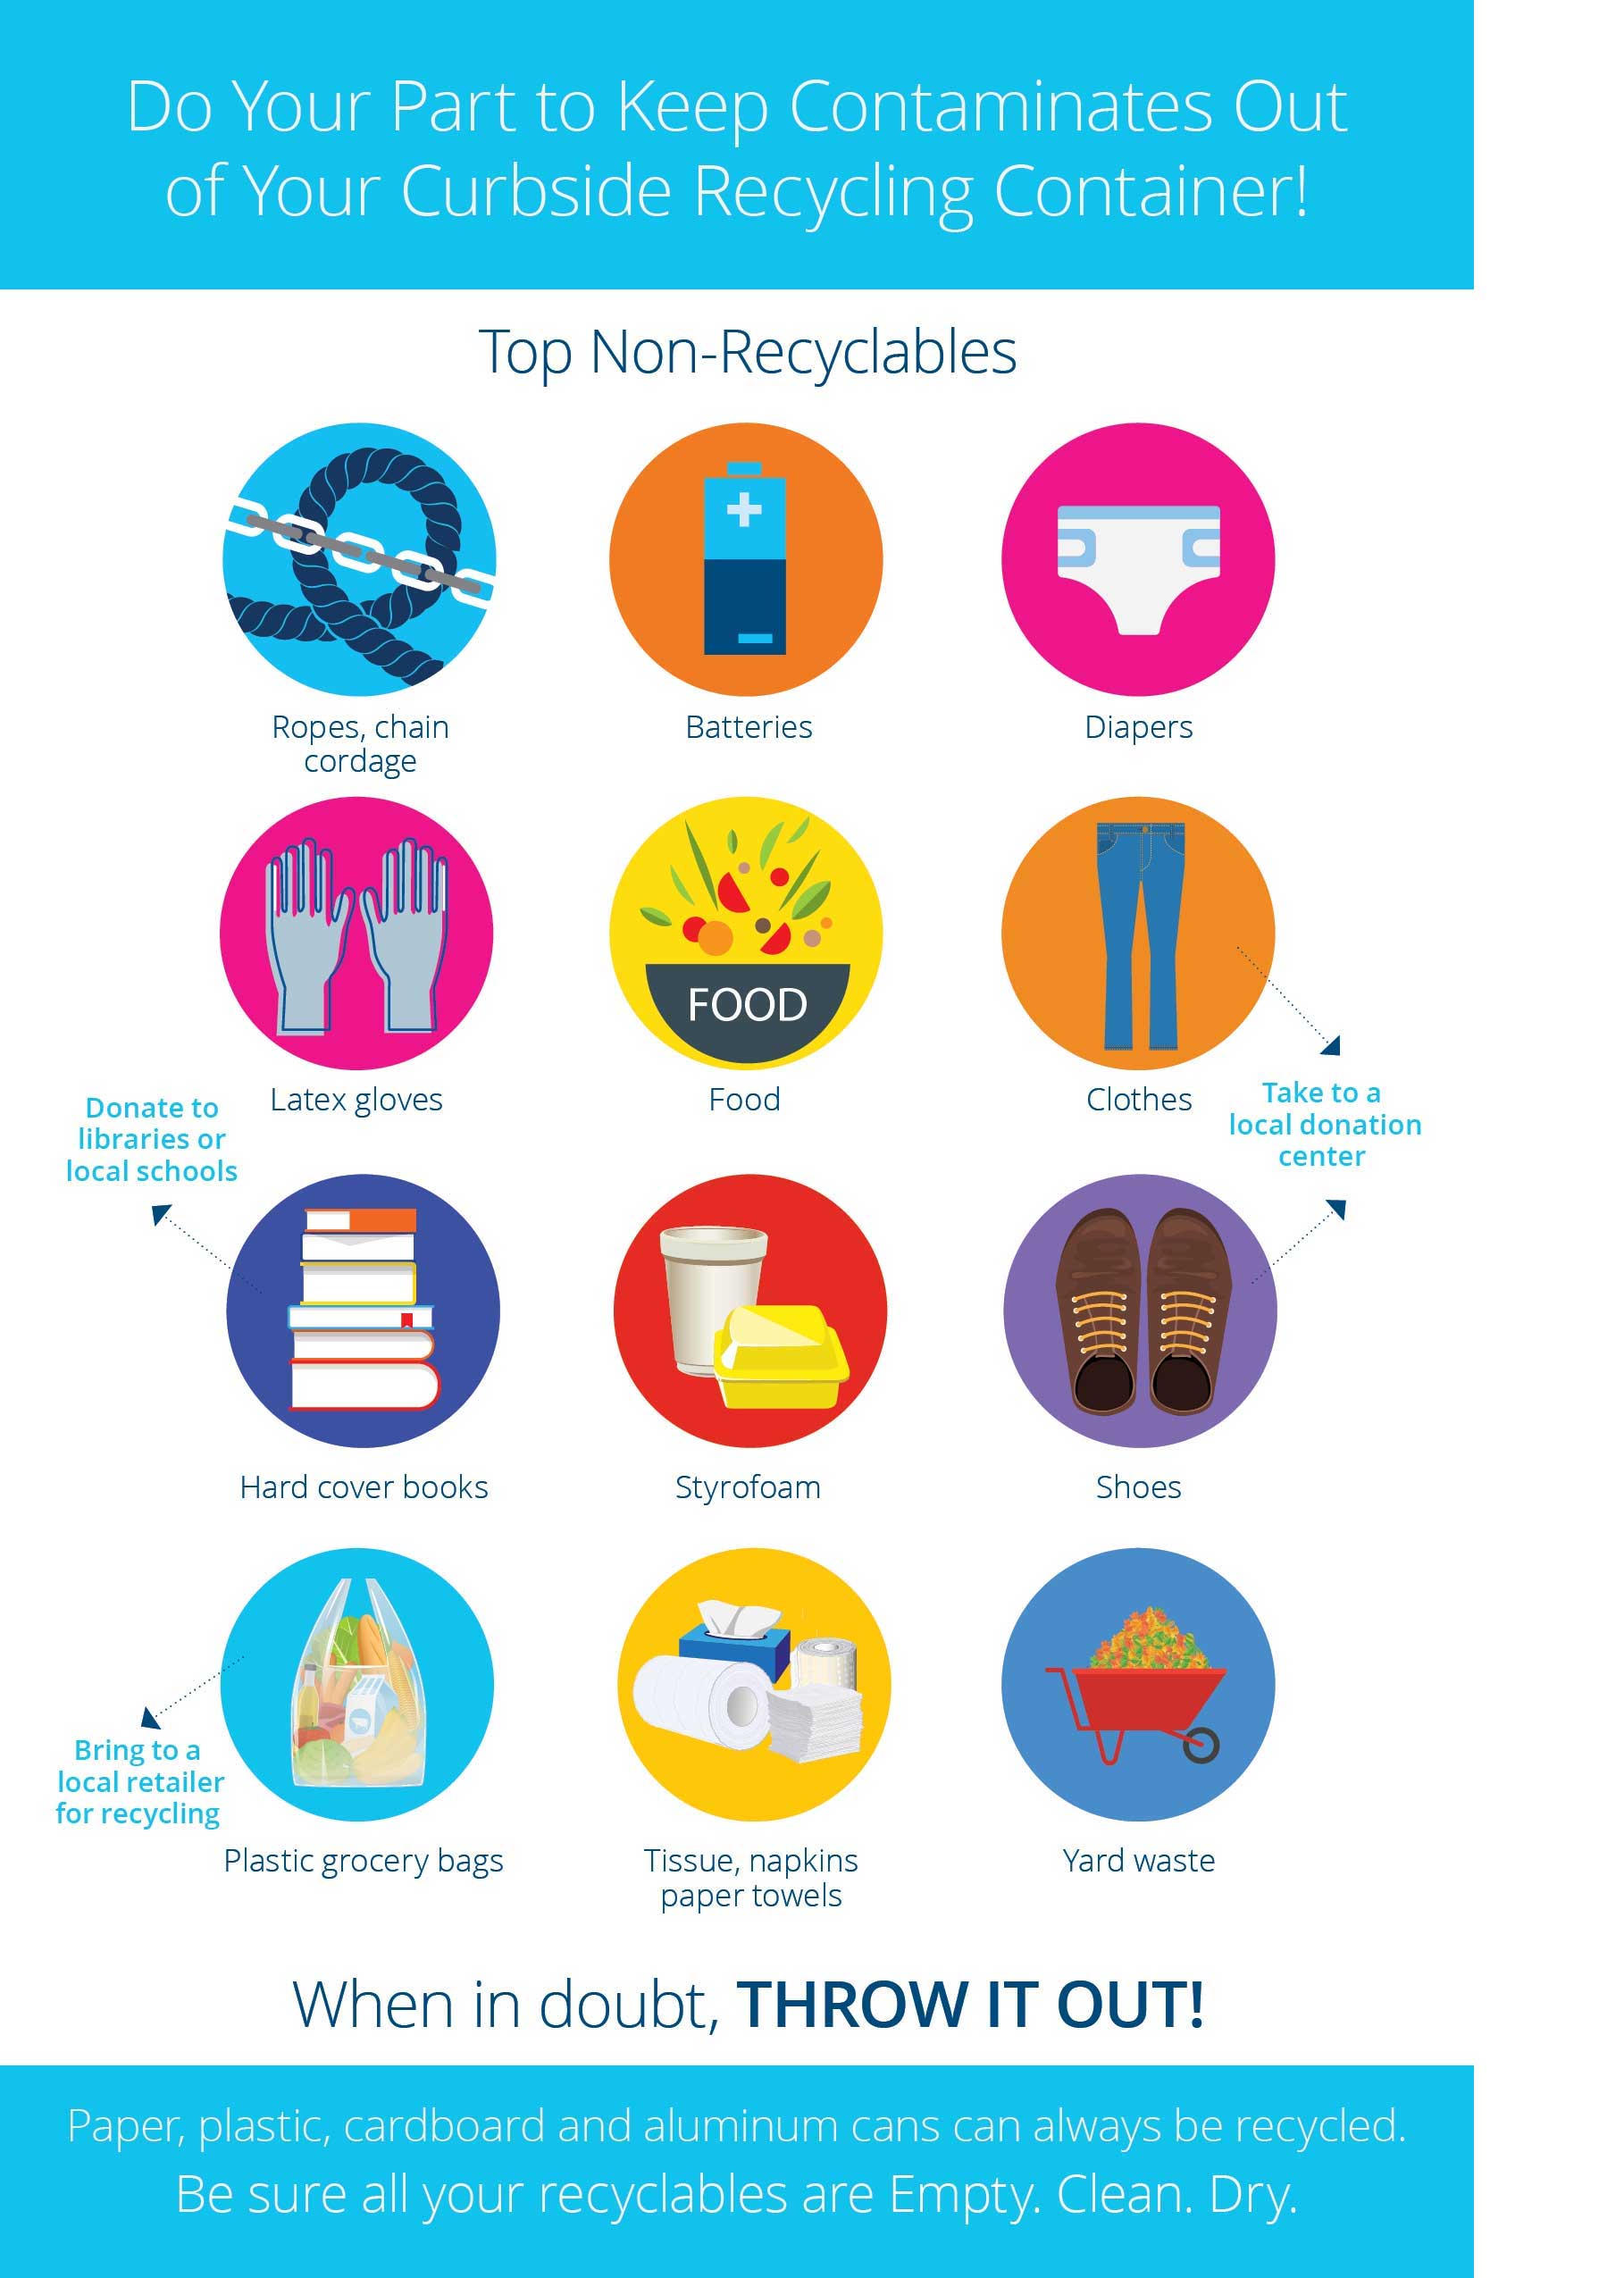 Do Your Part to Keep Contaminates Out
of Your Curbside Recycling Container!
Top Non-Recyclables
Ropes, chain
cordage
Batteries
Diapers
FOOD
Latex gloves
Food
Clothes
Donate to
libraries or
local schools
Take to a
local donation
center
Hard cover books
Styrofoam
Shoes
Bring to a
local retailer
for recycling
Plastic grocery bags
Tissue, napkins
paper towels
Yard waste
When in doubt, THROW IT OUT!
Paper, plastic, cardboard and aluminum cans can always be recycled.
Be sure all your recyclables are Empty. Clean. Dry.